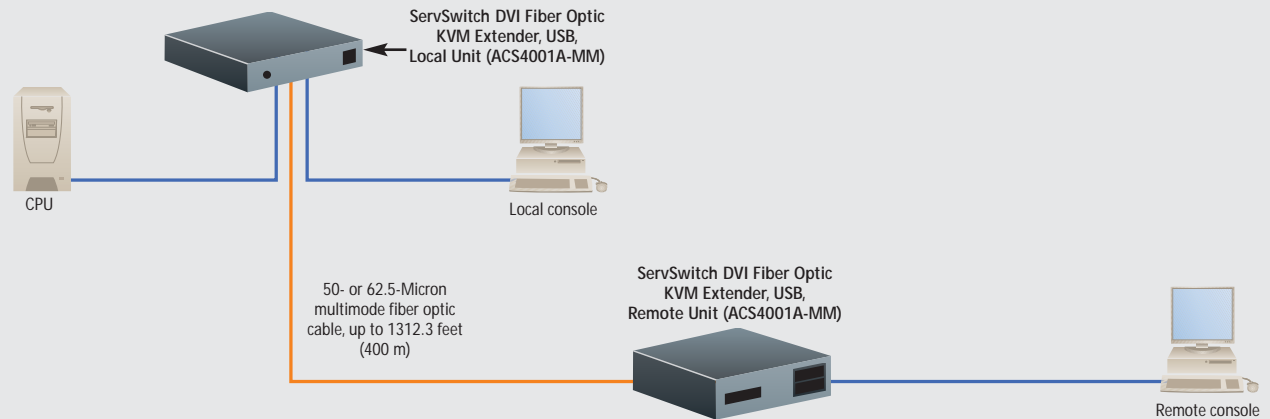 ServSwitch DVI Fiber Optic
KVM Extender, USB,
Local Unit (ACS4001A-MM)
CPU
Local console
50- or 62.5-Micron
multimode fiber optic
cable, up to 1312.3 feet
(400 m)
ServSwitch DVI Fiber Optic
KVM Extender, USB,
Remote Unit (ACS4001A-MM)
Remote console